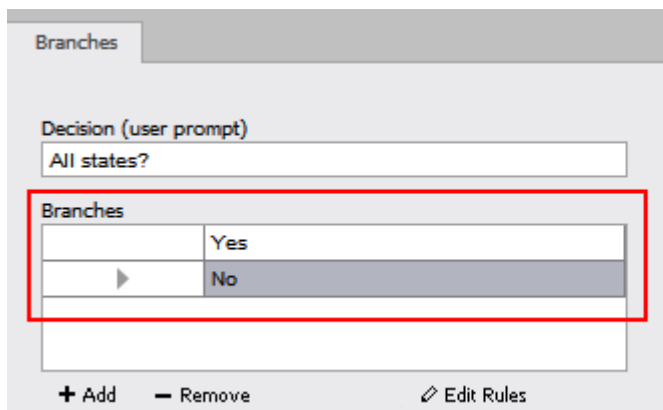 Branches
Decision (user prompt)
All states?
Branches
Yes
No
Add Remove Edit Rules